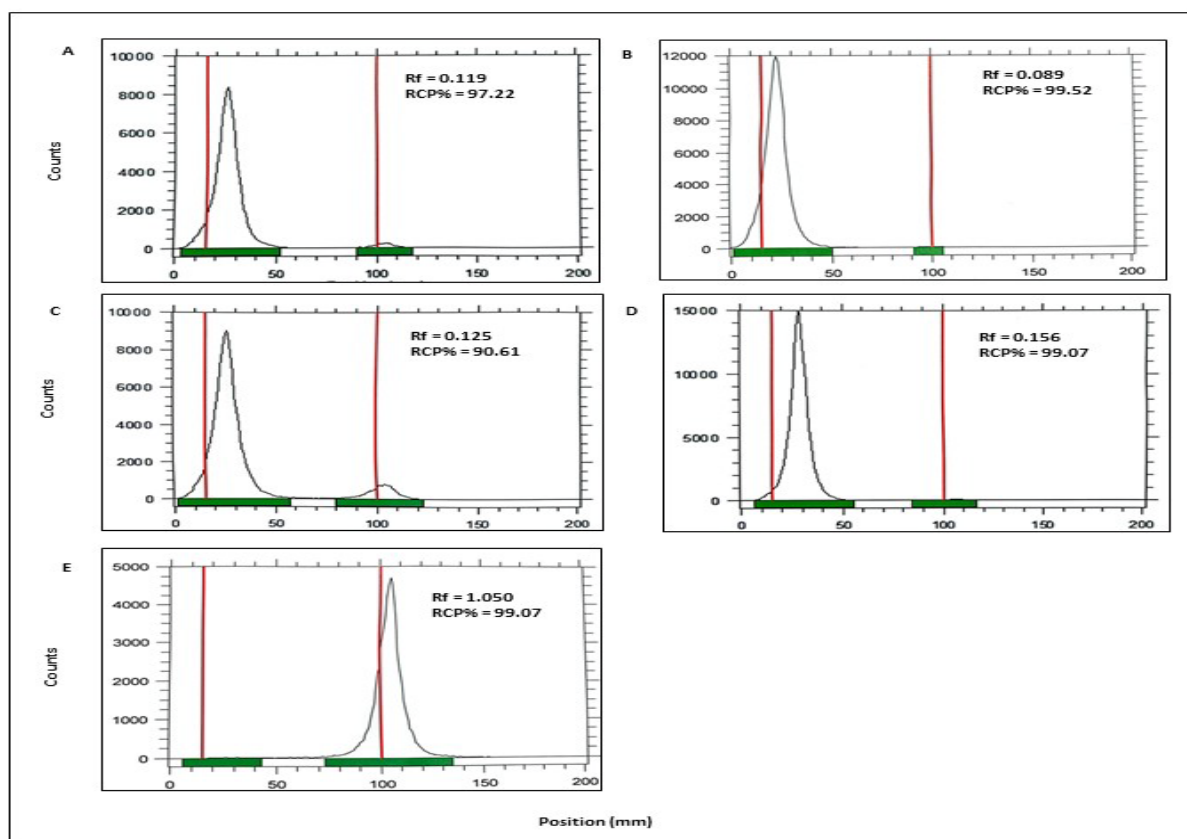 A
10000
8000
6000
4000
2000
0
Counts
Rf = 0.119
RCP% = 97.22
0 50 100 150 200
B
12000
10000
8000
6000
4000
2000
0
Rf = 0.089
RCP% = 99.52
0 50 100 150 200
C
10000
8000
6000
4000
2000
0
Counts
Rf = 0.125
RCP% = 90.61
0 50 100 150 200
D
15000
10000
5000
0
Rf = 0.156
RCP% = 99.07
0 50 100 150 200
E
5000
4000
3000
2000
1000
0
Counts
Rf = 1.050
RCP% = 99.07
0 50 100 150 200
Position (mm)